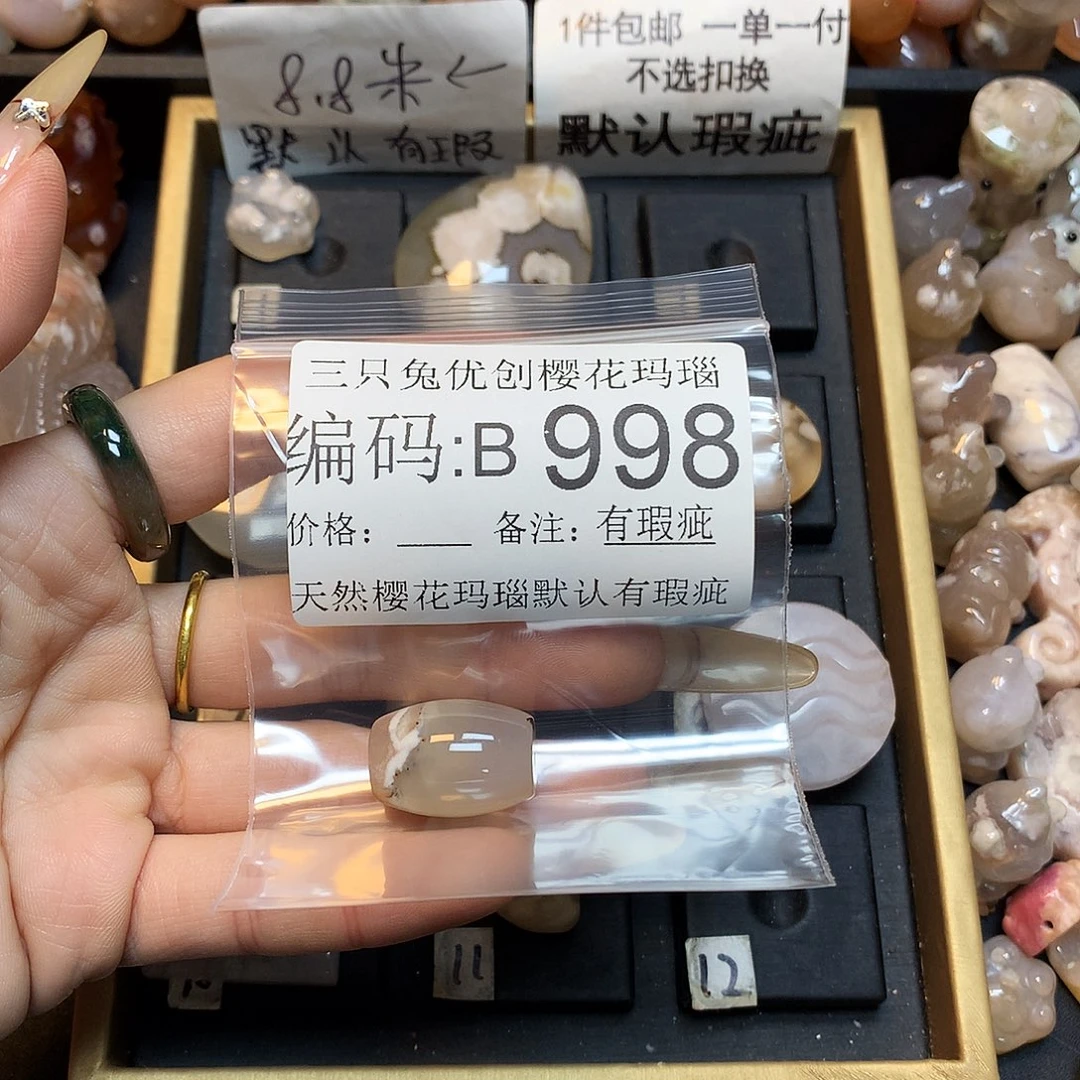 8.8米←
默认有瑕
1件包邮 一单一付
不选扣换
默认瑕疵
三只兔优创樱花玛瑙
编码:B 998
价格:____ 备注:有瑕疵
天然樱花玛瑙默认有瑕疵
11
12